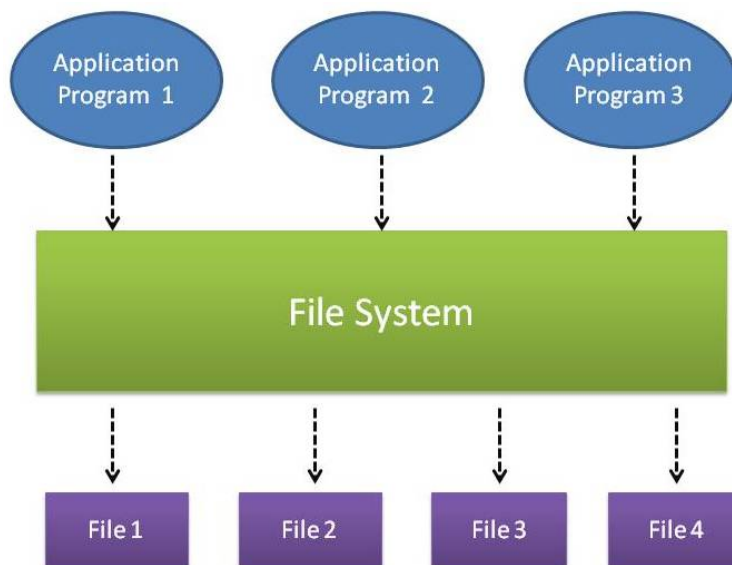 Application
Program 1
Application
Program 2
Application
Program 3
File System
File 1
File 2
File 3
File 4